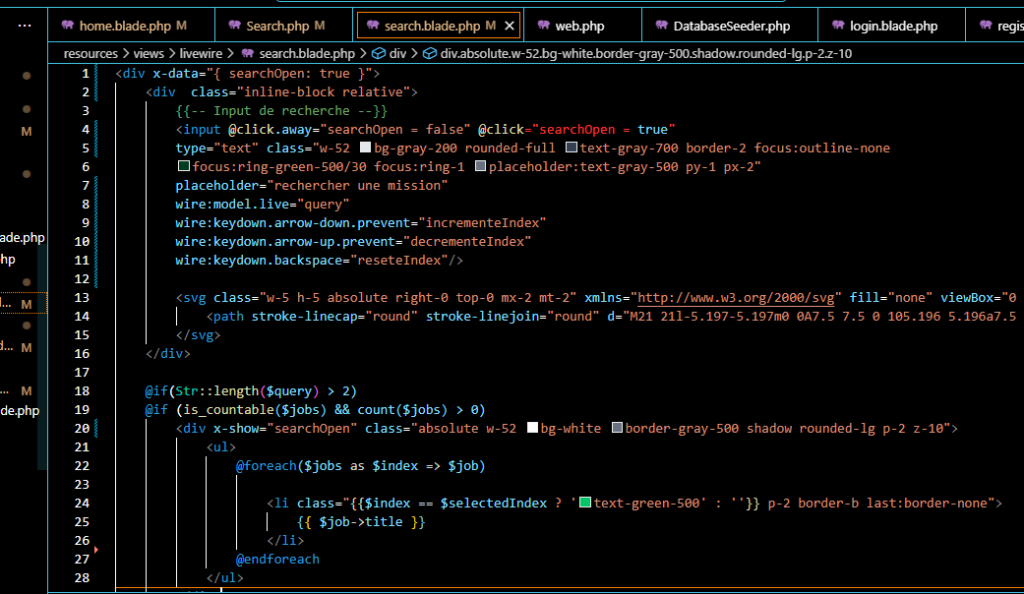 ··· home.blade.php M Search.php M search.blade.php M × web.php DatabaseSeeder.php login.blade.php regis
resources > views > livewire > search.blade.php > div > div.absolute.w-52.bg-white.border-gray-500.shadow.rounded-lg.p-2.z-10
1 <div x-data="{ searchOpen: true }">
2 <div  class="inline-block relative">
3 {{-- Input de recherche --}}
M 4 <input @click.away="searchOpen = false" @click="searchOpen = true"
5 type="text" class="w-52 bg-gray-200 rounded-full text-gray-700 border-2 focus:outline-none
6 focus:ring-green-500/30 focus:ring-1 placeholder:text-gray-500 py-1 px-2"
7 placeholder="rechercher une mission"
8 wire:model.live="query"
9 wire:keydown.arrow-down.prevent="incrementeIndex"
ade.php 10 wire:keydown.arrow-up.prevent="decrementeIndex"
hp 11 wire:keydown.backspace="reseteIndex"/>
12
d... M 13 <svg class="w-5 h-5 absolute right-0 top-0 mx-2 mt-2" xmlns="http://www.w3.org/2000/svg" fill="none" viewBox="0
14 <path stroke-linecap="round" stroke-linejoin="round" d="M21 21l-5.197-5.197m0 0A7.5 7.5 0 105.196 5.196a7.5
15 </svg>
d... M 16 </div>
17
... M 18 @if(Str::length($query) > 2)
de.php 19 @if (is_countable($jobs) && count($jobs) > 0)
20 <div x-show="searchOpen" class="absolute w-52 bg-white border-gray-500 shadow rounded-lg p-2 z-10">
21 <ul>
22 @foreach($jobs as $index => $job)
23
24 <li class="{{$index == $selectedIndex ? 'text-green-500' : ''}} p-2 border-b last:border-none">
25 {{ $job->title }}
26 </li>
27 @endforeach
28 </ul>